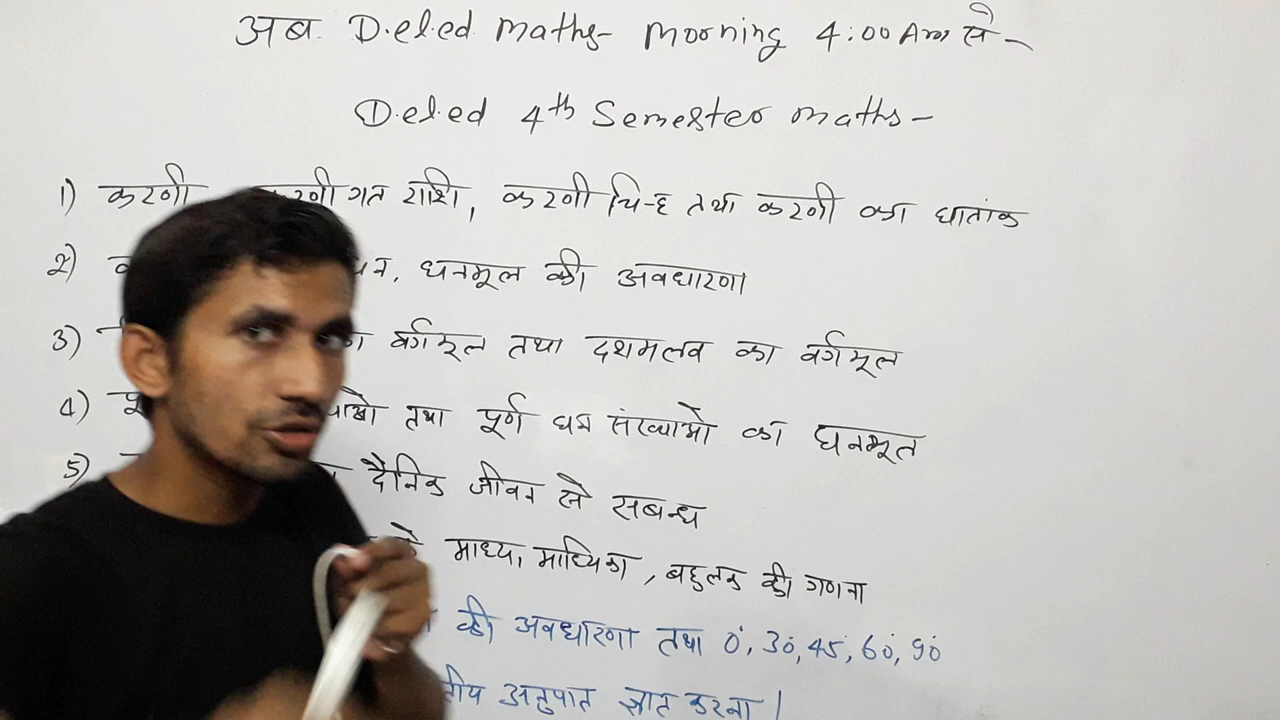 अब D.el.ed maths- morning 4:00 Am से -
D.el.ed 4th Semester maths -
1) करणी करणीगत राशि, करणी चिन्ह तथा करणी का घातांक
2) घनमूल की अवधारणा
3) वर्गमूल तथा दशमलव का वर्गमूल
4) तथा पूर्ण घन संख्याओ का घनमूल
5) दैनिक जीवन से सबन्ध
माध्य, माध्यिका, बहुलक की गणना
की अवधारणा तथा 0°, 30°, 45°, 60°, 90°
अनुपात ज्ञात करना।